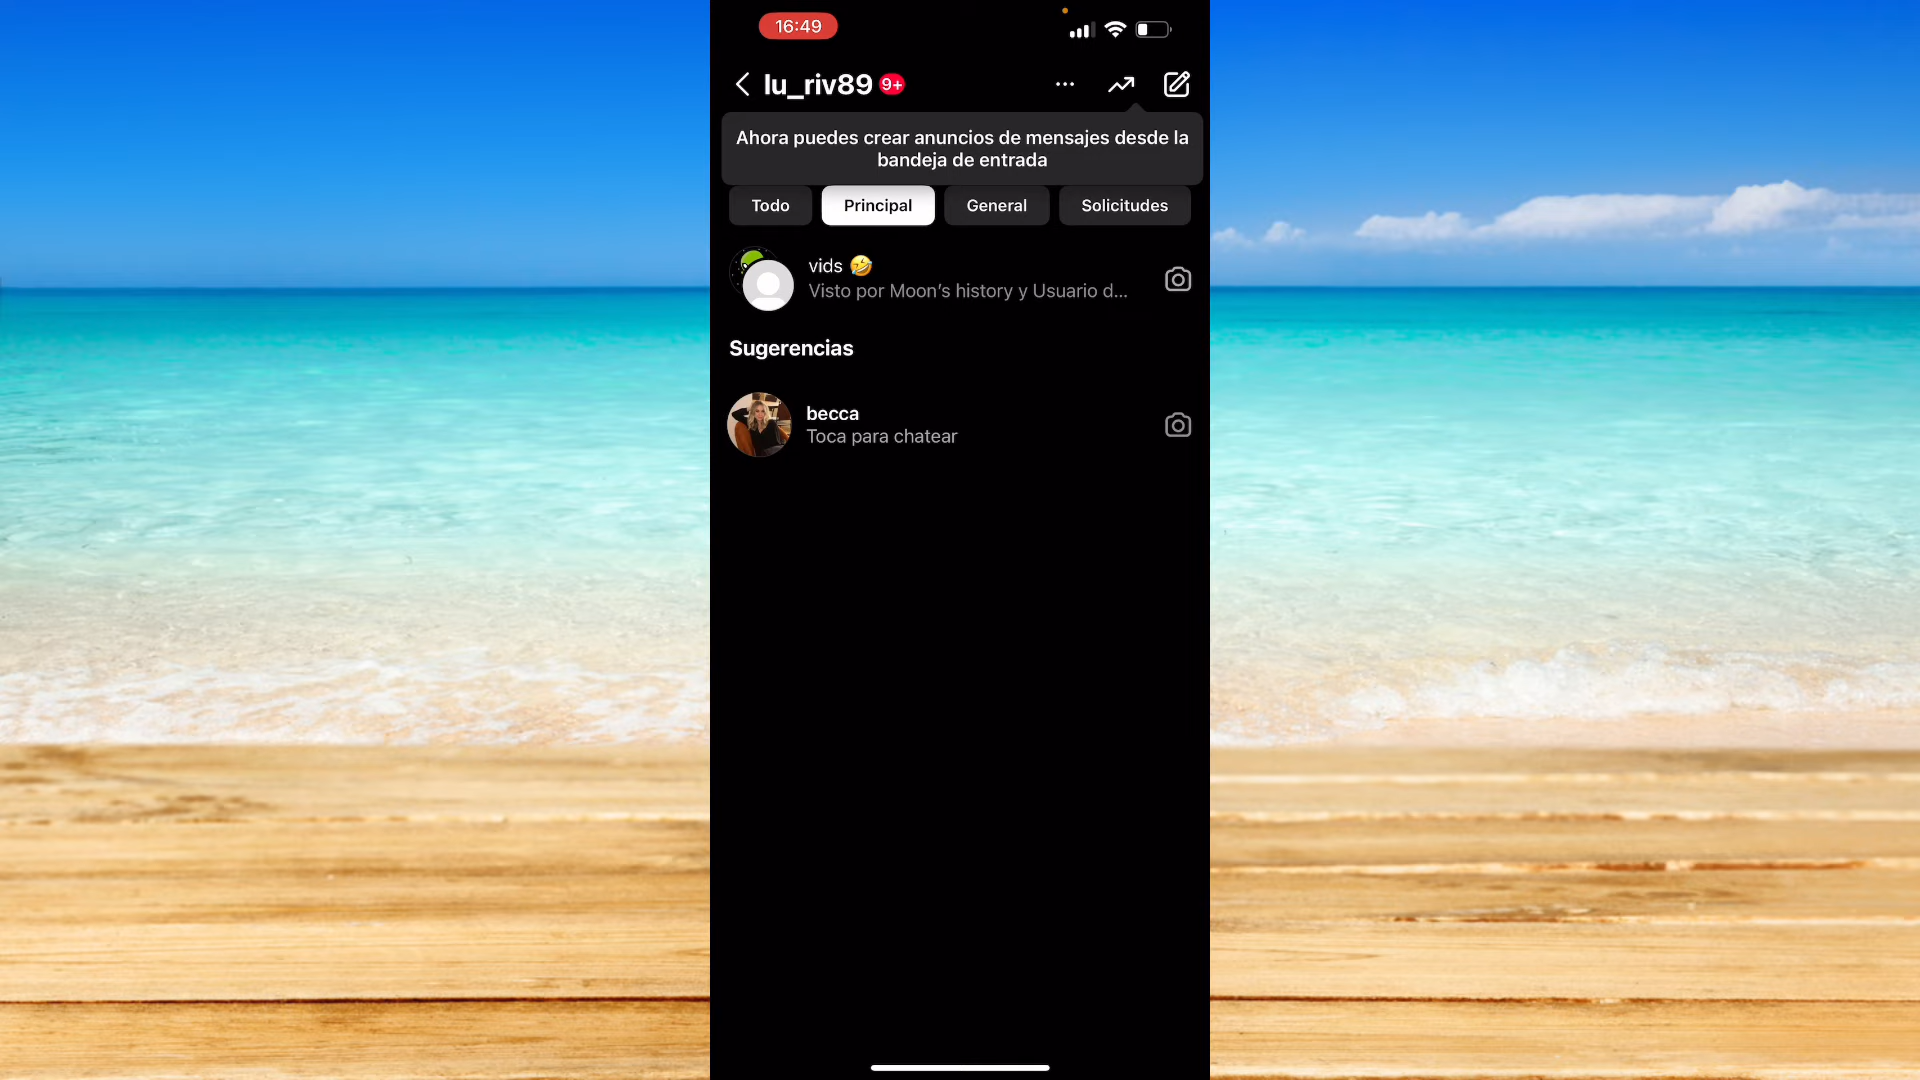 16:49
lu_riv89 9+
Ahora puedes crear anuncios de mensajes desde la
bandeja de entrada
Todo Principal General Solicitudes
vids 🤣
Visto por Moon's history y Usuario d...
Sugerencias
becca
Toca para chatear